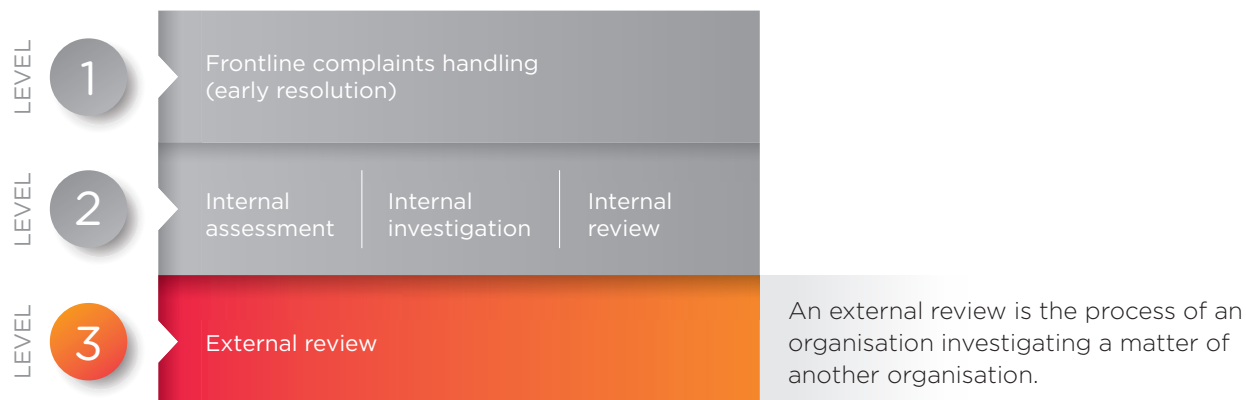 LEVEL
1
Frontline complaints handling
(early resolution)
LEVEL
2
Internal
assessment
Internal
investigation
Internal
review
LEVEL
3
External review
An external review is the process of an
organisation investigating a matter of
another organisation.